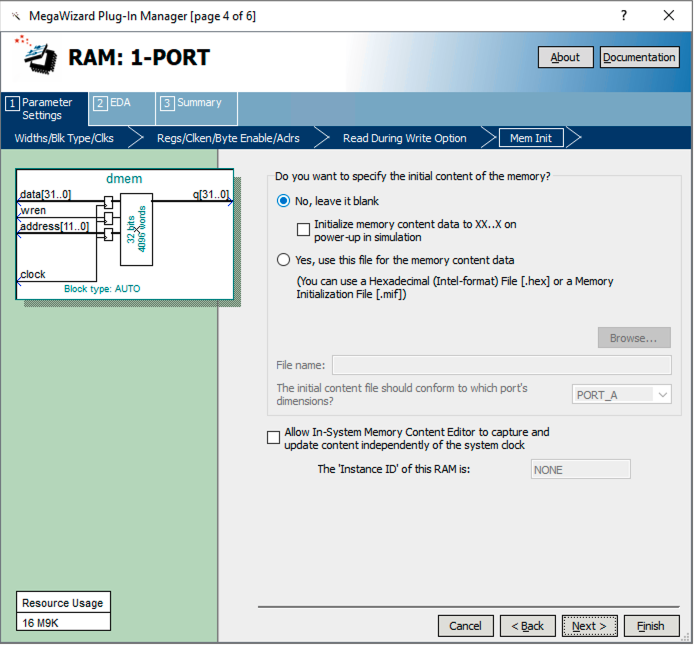 MegaWizard Plug-In Manager [page 4 of 6]
?
RAM: 1-PORT
About
Documentation
1 Parameter Settings
2 EDA
3 Summary
Widths/Blk Type/Clks
Regs/Clken/Byte Enable/Aclrs
Read During Write Option
Mem Init
dmem
data[31..0]
q[31..0]
wren
address[11..0]
32 bits
4096 words
clock
Block type: AUTO
Do you want to specify the initial content of the memory?
No, leave it blank
Initialize memory content data to XX..X on
power-up in simulation
Yes, use this file for the memory content data
(You can use a Hexadecimal (Intel-format) File [.hex] or a Memory
Initialization File [.mif])
Browse...
File name:
The initial content file should conform to which port's
dimensions?
PORT_A
Allow In-System Memory Content Editor to capture and
update content independently of the system clock
The 'Instance ID' of this RAM is:
NONE
Resource Usage
16 M9K
Cancel
< Back
Next >
Finish